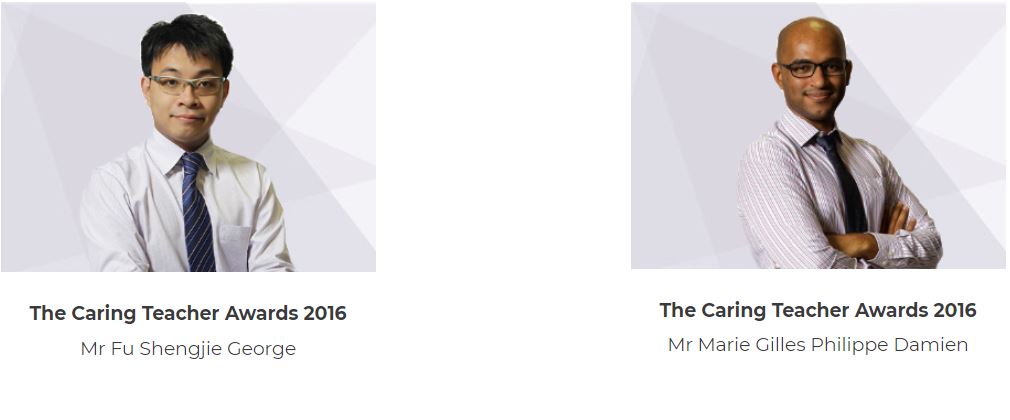 The Caring Teacher Awards 2016
Mr Fu Shengjie George
The Caring Teacher Awards 2016
Mr Marie Gilles Philippe Damien